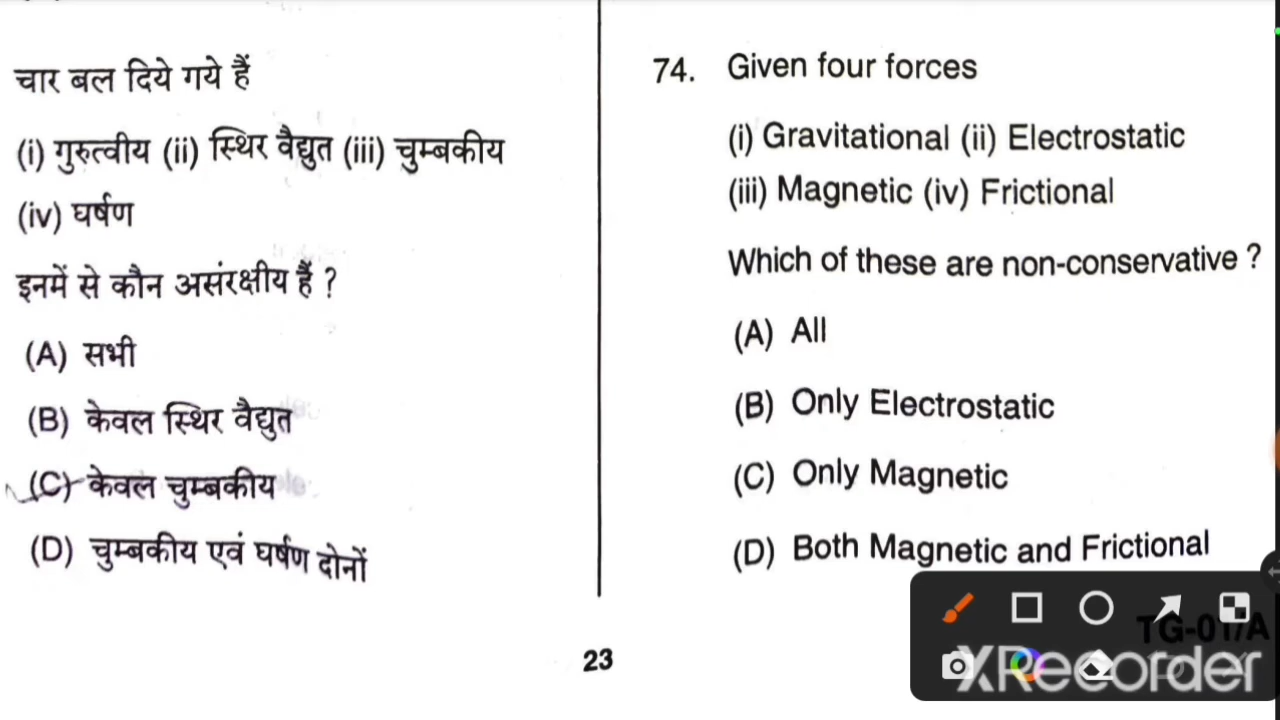 चार बल दिये गये हैं
(i) गुरुत्वीय (ii) स्थिर वैद्युत (iii) चुम्बकीय
(iv) घर्षण
इनमें से कौन असंरक्षीय हैं ?
(A) सभी
(B) केवल स्थिर वैद्युत
(C) केवल चुम्बकीय
(D) चुम्बकीय एवं घर्षण दोनों
74. Given four forces
(i) Gravitational (ii) Electrostatic
(iii) Magnetic (iv) Frictional
Which of these are non-conservative ?
(A) All
(B) Only Electrostatic
(C) Only Magnetic
(D) Both Magnetic and Frictional
23
TG-01/A
XRecorder